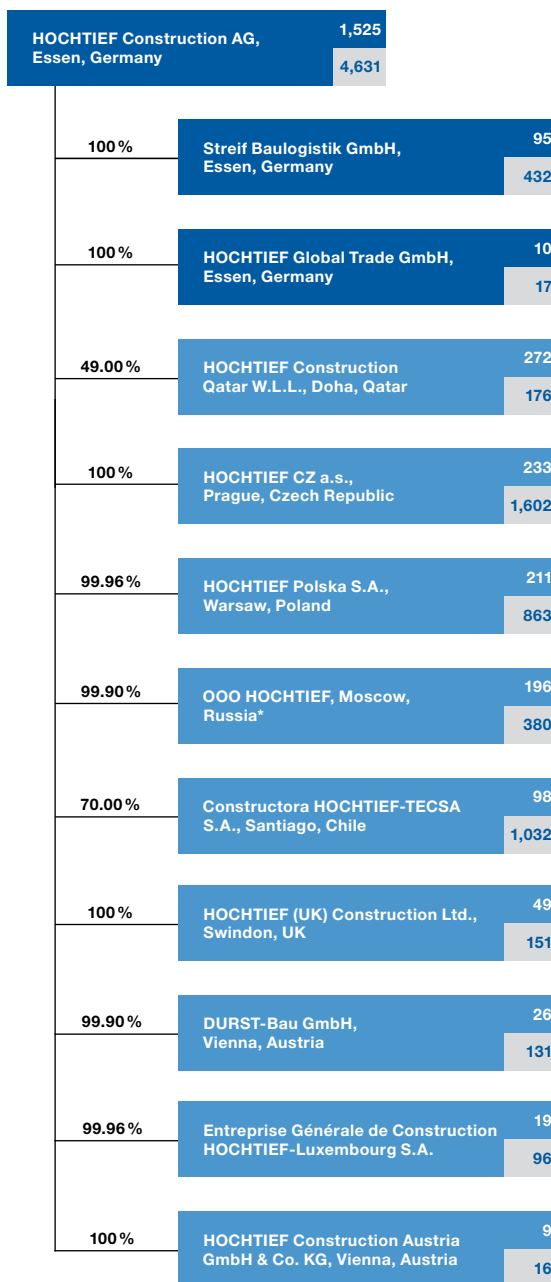 HOCHTIEF Construction AG,
Essen, Germany
1,525
4,631
100 %
Streif Baulogistik GmbH,
Essen, Germany
95
432
100 %
HOCHTIEF Global Trade GmbH,
Essen, Germany
10
17
49.00 %
HOCHTIEF Construction
Qatar W.L.L., Doha, Qatar
272
176
100 %
HOCHTIEF CZ a.s.,
Prague, Czech Republic
233
1,602
99.96 %
HOCHTIEF Polska S.A.,
Warsaw, Poland
211
863
99.90 %
OOO HOCHTIEF, Moscow,
Russia*
196
380
70.00 %
Constructora HOCHTIEF-TECSA
S.A., Santiago, Chile
98
1,032
100 %
HOCHTIEF (UK) Construction Ltd.,
Swindon, UK
49
151
99.90 %
DURST-Bau GmbH,
Vienna, Austria
26
131
99.96 %
Entreprise Générale de Construction
HOCHTIEF-Luxembourg S.A.
19
96
100 %
HOCHTIEF Construction Austria
GmbH & Co. KG, Vienna, Austria
9
16